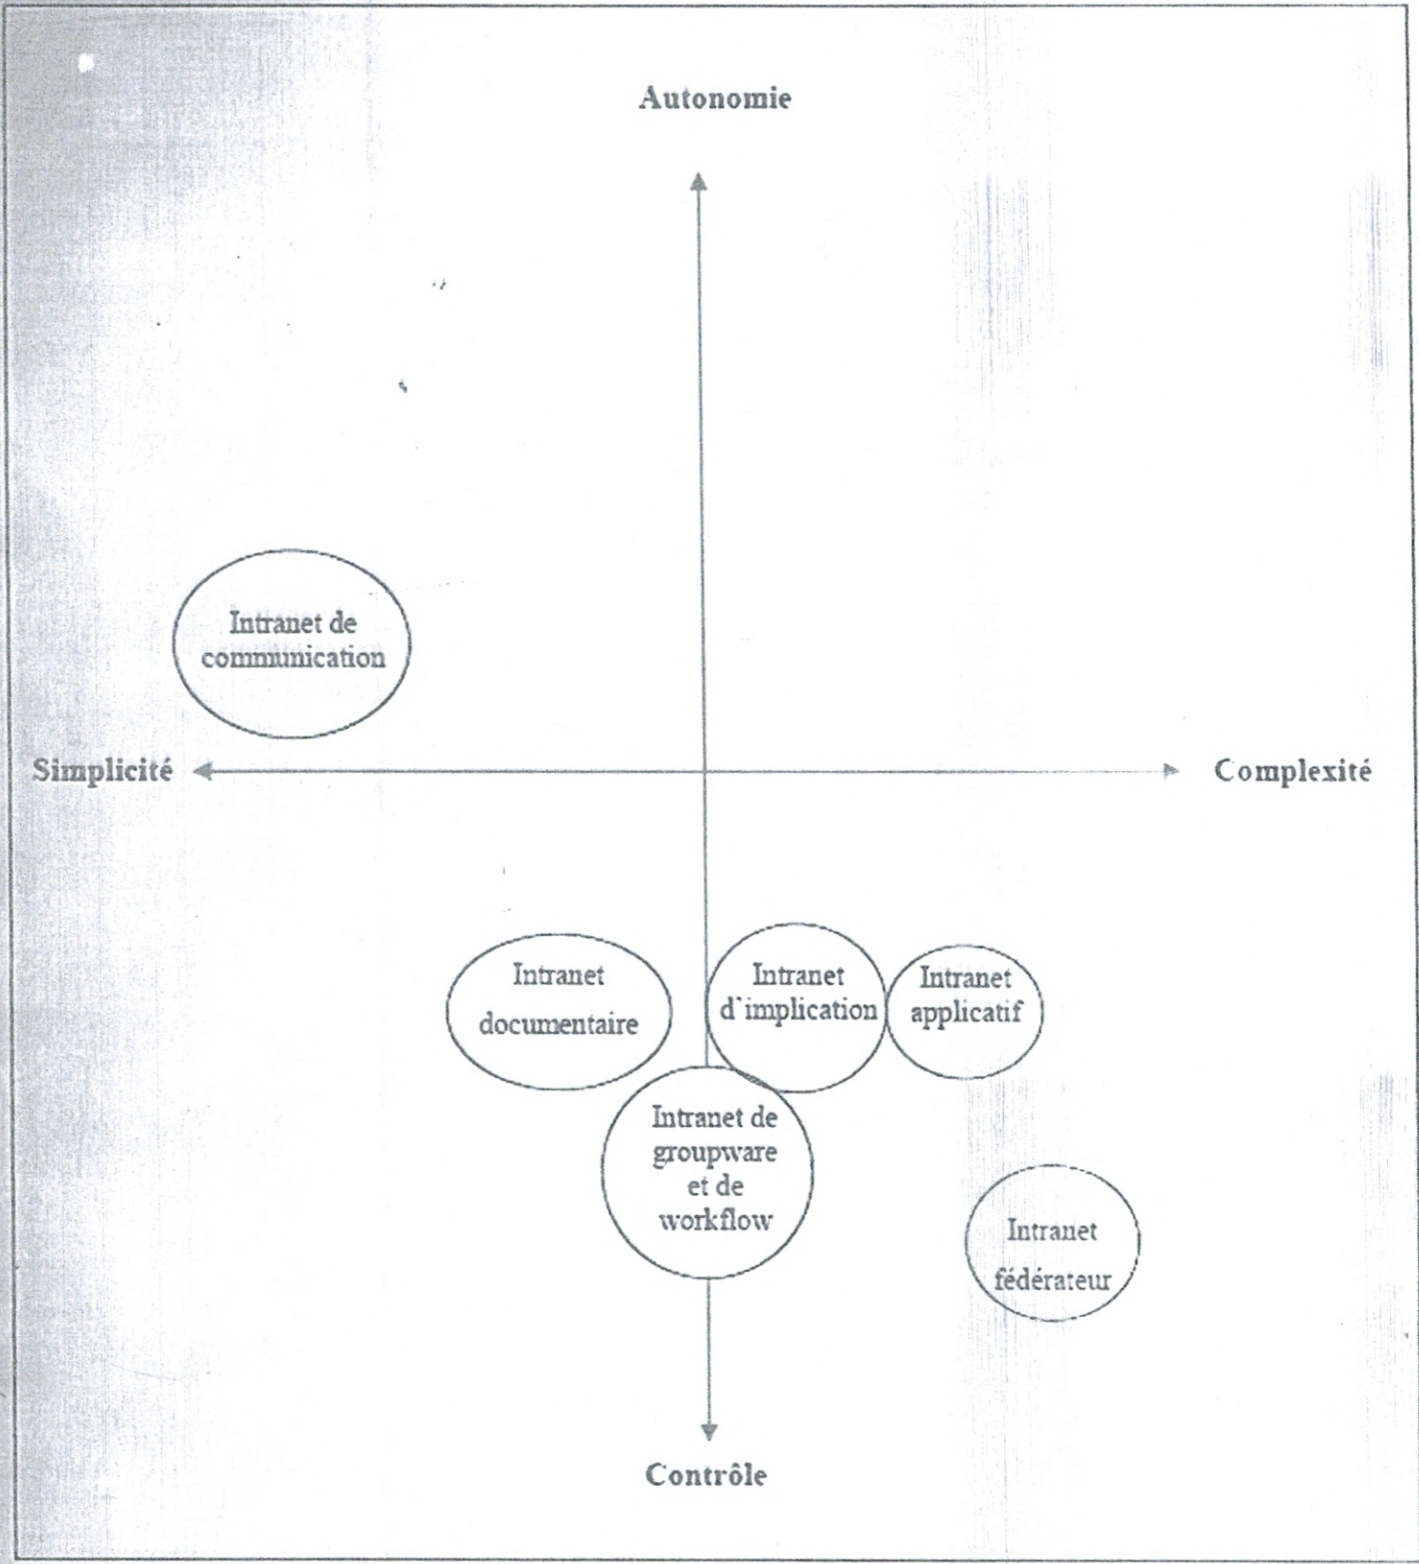 Autonomie
Intranet de
communication
Simplicité
Complexité
Intranet
documentaire
Intranet
d'implication
Intranet
applicatif
Intranet de
groupware
et de
workflow
Intranet
fédérateur
Contrôle